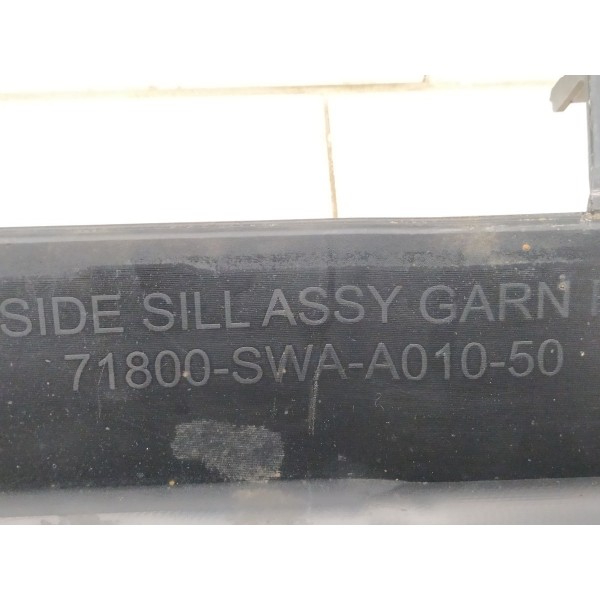 SIDE SILL ASSY GARN
71800-SWA-A010-50